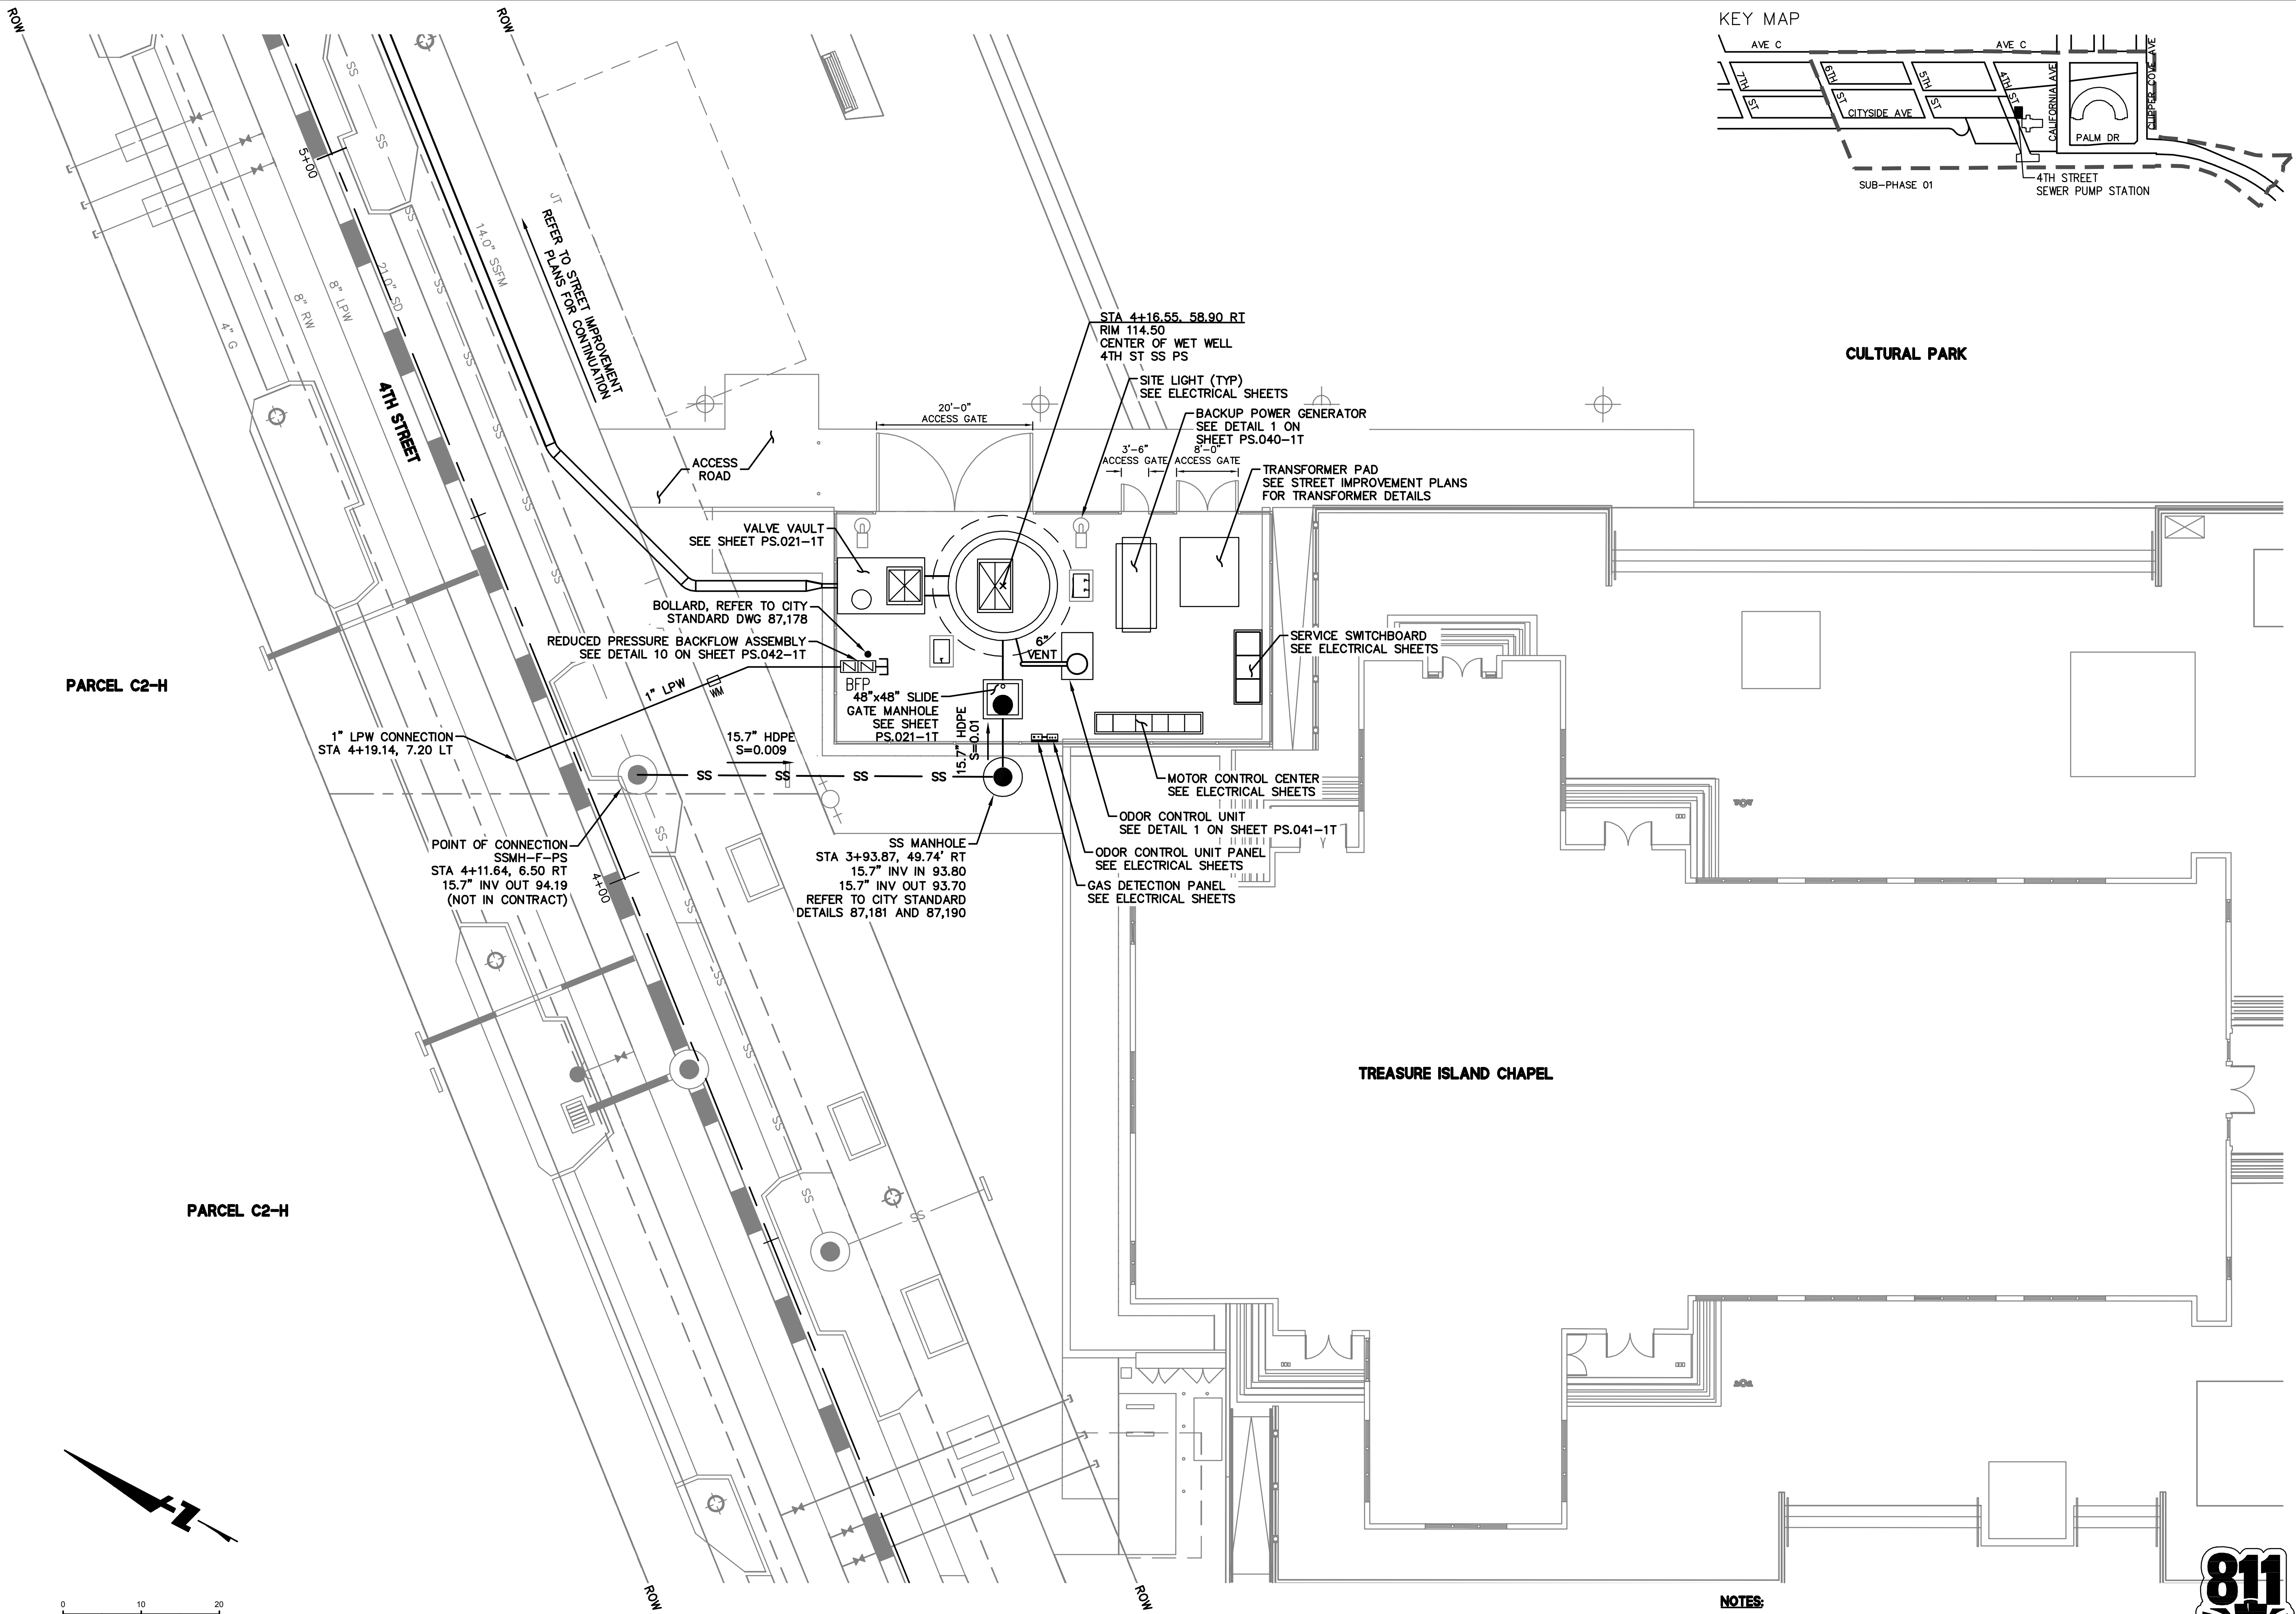 ROW
ROW
KEY MAP
AVE C
AVE C
7TH
ST
6TH
ST
5TH
ST
4TH ST
CALIFORNIA AVE
CLIPPER COVE AVE
CITYSIDE AVE
PALM DR
SUB-PHASE 01
4TH STREET
SEWER PUMP STATION
SS
SS
SS
SS
SS
SS
SS
SS
5+00
JT
14.0" SSFM
REFER TO STREET IMPROVEMENT
PLANS FOR CONTINUATION
21.0" SD
8" LPW
8" RW
4" G
4TH STREET
CULTURAL PARK
STA 4+16.55, 58.90 RT
RIM 114.50
CENTER OF WET WELL
4TH ST SS PS
SITE LIGHT (TYP)
SEE ELECTRICAL SHEETS
20'-0"
ACCESS GATE
BACKUP POWER GENERATOR
SEE DETAIL 1 ON
SHEET PS.040-1T
3'-6"
ACCESS GATE
8'-0"
ACCESS GATE
ACCESS
ROAD
TRANSFORMER PAD
SEE STREET IMPROVEMENT PLANS
FOR TRANSFORMER DETAILS
VALVE VAULT
SEE SHEET PS.021-1T
BOLLARD, REFER TO CITY
STANDARD DWG 87,178
REDUCED PRESSURE BACKFLOW ASSEMBLY
SEE DETAIL 10 ON SHEET PS.042-1T
6"
VENT
SERVICE SWITCHBOARD
SEE ELECTRICAL SHEETS
PARCEL C2-H
1" LPW
WM
BFP
48"x48" SLIDE
GATE MANHOLE
SEE SHEET
PS.021-1T
15.7" HDPE
S=0.01
1" LPW CONNECTION
STA 4+19.14, 7.20 LT
15.7" HDPE
S=0.009
SS
SS
SS
SS
MOTOR CONTROL CENTER
SEE ELECTRICAL SHEETS
ODOR CONTROL UNIT
SEE DETAIL 1 ON SHEET PS.041-1T
ODOR CONTROL UNIT PANEL
SEE ELECTRICAL SHEETS
GAS DETECTION PANEL
SEE ELECTRICAL SHEETS
POINT OF CONNECTION
SSMH-F-PS
STA 4+11.64, 6.50 RT
15.7" INV OUT 94.19
(NOT IN CONTRACT)
4+00
SS MANHOLE
STA 3+93.87, 49.74' RT
15.7" INV IN 93.80
15.7" INV OUT 93.70
REFER TO CITY STANDARD
DETAILS 87,181 AND 87,190
SS
SS
SS
SS
SS
SS
SS
TREASURE ISLAND CHAPEL
PARCEL C2-H
0 10 20
ROW
ROW
NOTES:
811